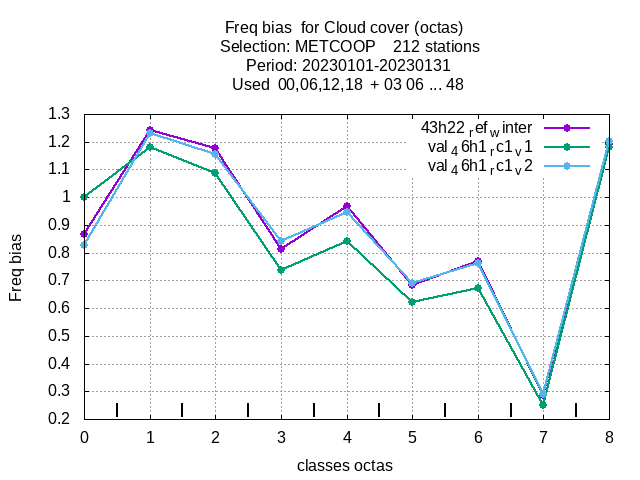 Freq bias  for Cloud cover (octas)
Selection: METCOOP    212 stations
Period: 20230101-20230131
Used  00,06,12,18  + 03 06 ... 48
43h22_ref_winter
val_46h1_rc1_v1
val_46h1_rc1_v2
1.3
1.2
1.1
1
0.9
0.8
0.7
0.6
0.5
0.4
0.3
0.2
Freq bias
0 1 2 3 4 5 6 7 8
classes octas